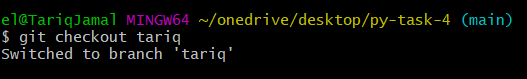 el@TariqJamal MINGW64 ~/onedrive/desktop/py-task-4 (main)
$ git checkout tariq
Switched to branch 'tariq'